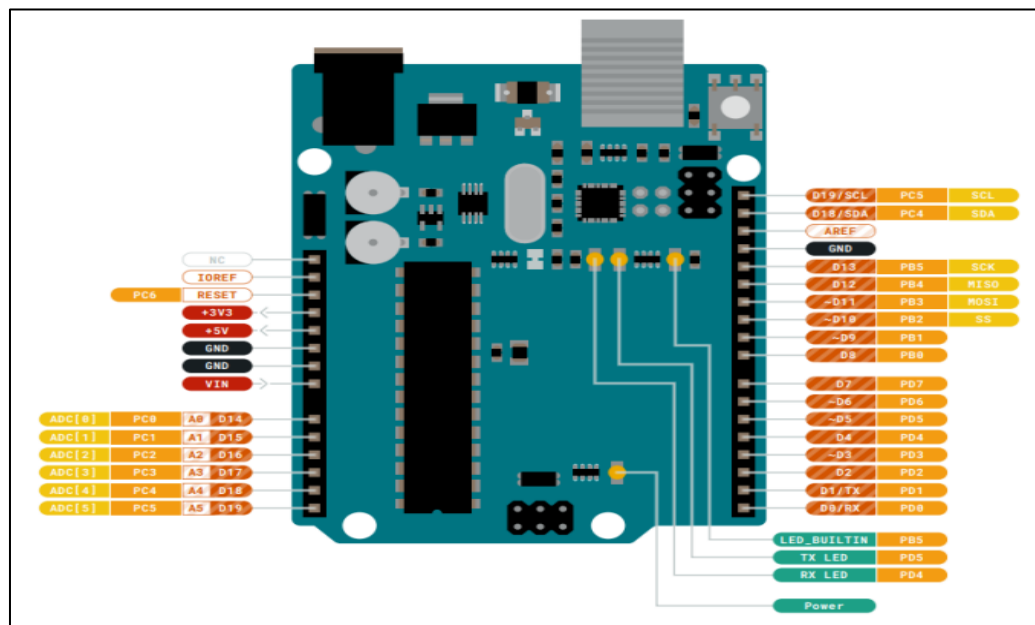 NC
IOREF
PC6 RESET
+3V3
+5V
GND
GND
VIN
ADC[0] PC0 A0 D14
ADC[1] PC1 A1 D15
ADC[2] PC2 A2 D16
ADC[3] PC3 A3 D17
ADC[4] PC4 A4 D18
ADC[5] PC5 A5 D19
D19/SCL PC5 SCL
D18/SDA PC4 SDA
AREF
GND
D13 PB5 SCK
D12 PB4 MISO
~D11 PB3 MOSI
~D10 PB2 SS
~D9 PB1
D8 PB0
D7 PD7
~D6 PD6
~D5 PD5
D4 PD4
~D3 PD3
D2 PD2
D1/TX PD1
D0/RX PD0
LED_BUILTIN PB5
TX LED PD5
RX LED PD4
Power